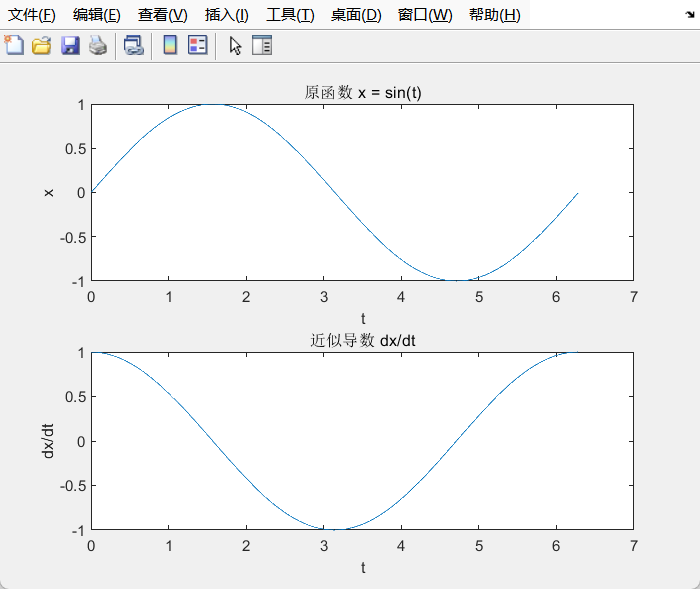 文件(F) 编辑(E) 查看(V) 插入(I) 工具(T) 桌面(D) 窗口(W) 帮助(H)
原函数 x = sin(t)
1
0.5
0
-0.5
-1
x
0 1 2 3 4 5 6 7
t
近似导数 dx/dt
1
0.5
0
-0.5
-1
dx/dt
0 1 2 3 4 5 6 7
t